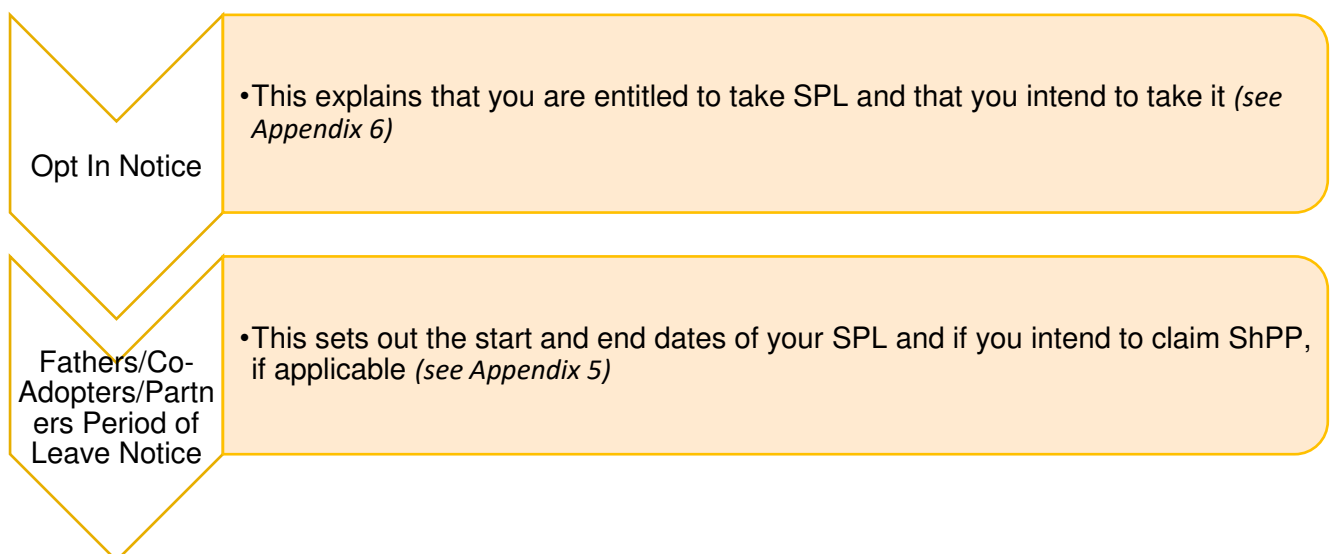 Opt In Notice
•This explains that you are entitled to take SPL and that you intend to take it (see
Appendix 6)
Fathers/Co-
Adopters/Partn
ers Period of
Leave Notice
•This sets out the start and end dates of your SPL and if you intend to claim ShPP,
if applicable (see Appendix 5)